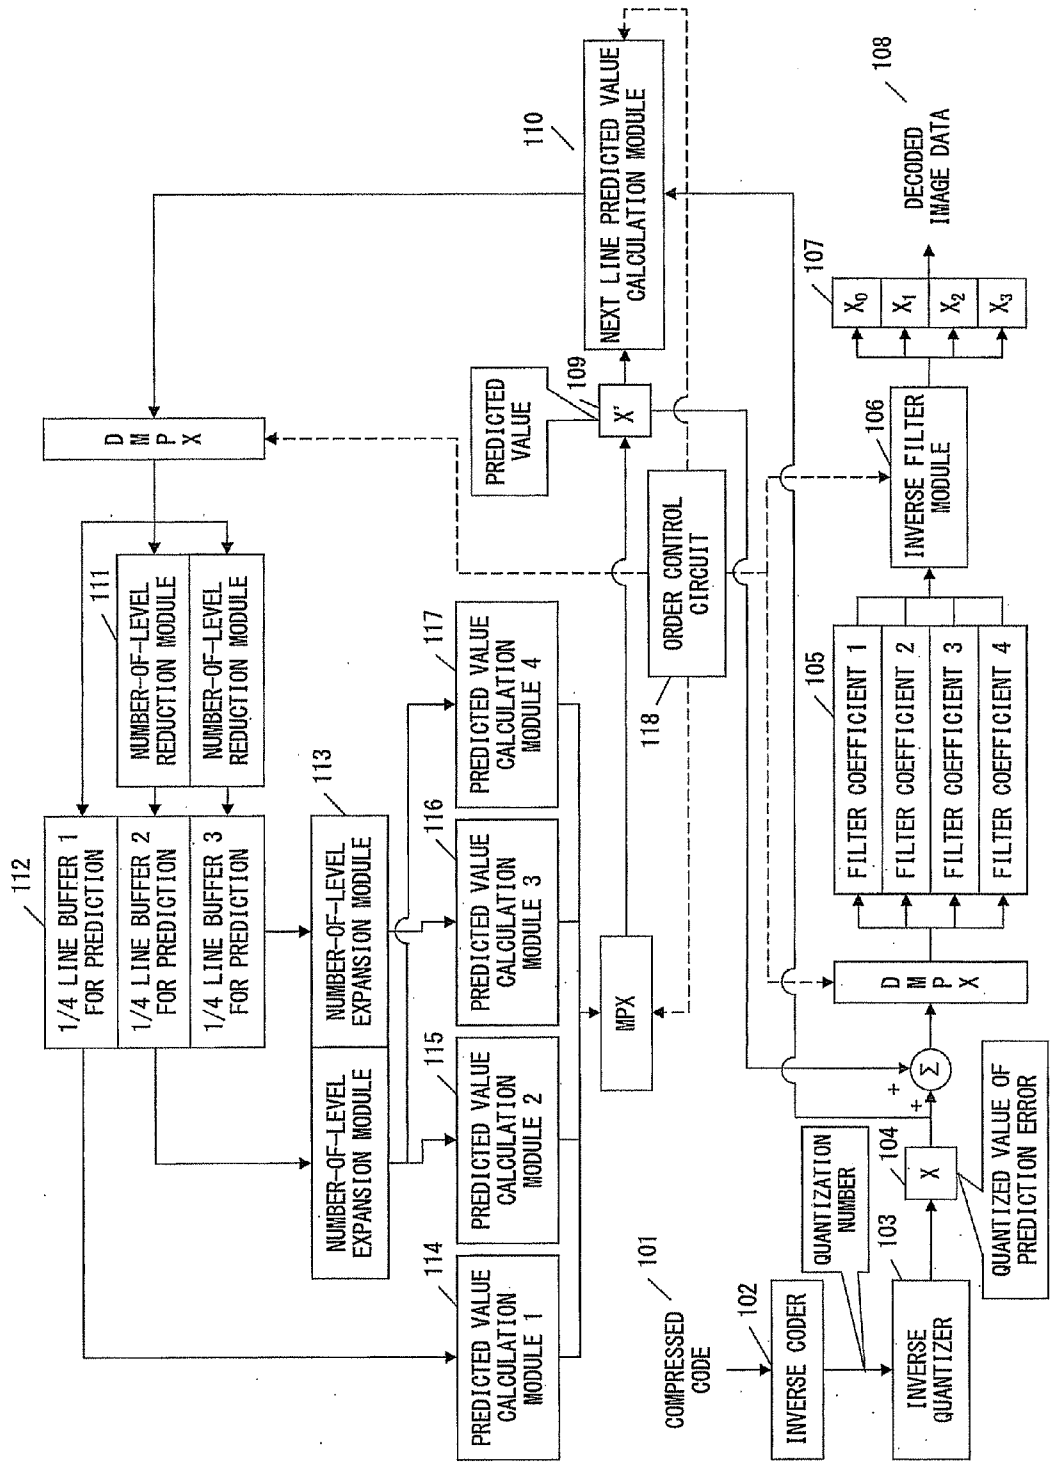 112
1/4 LINE BUFFER 1
FOR PREDICTION
1/4 LINE BUFFER 2
FOR PREDICTION
1/4 LINE BUFFER 3
FOR PREDICTION
111
NUMBER-OF-LEVEL
REDUCTION MODULE
NUMBER-OF-LEVEL
REDUCTION MODULE
D
M
P
X
110
NEXT LINE PREDICTED VALUE
CALCULATION MODULE
113
NUMBER-OF-LEVEL
EXPANSION MODULE
NUMBER-OF-LEVEL
EXPANSION MODULE
114
PREDICTED VALUE
CALCULATION
MODULE 1
115
PREDICTED VALUE
CALCULATION
MODULE 2
116
PREDICTED VALUE
CALCULATION
MODULE 3
117
PREDICTED VALUE
CALCULATION
MODULE 4
PREDICTED
VALUE
109
X'
MPX
118
ORDER CONTROL
CIRCUIT
101
COMPRESSED
CODE
102
INVERSE CODER
QUANTIZATION
NUMBER
103
INVERSE
QUANTIZER
104
X
QUANTIZED VALUE OF
PREDICTION ERROR
+
+
Σ
D
M
P
X
105
FILTER COEFFICIENT 1
FILTER COEFFICIENT 2
FILTER COEFFICIENT 3
FILTER COEFFICIENT 4
106
INVERSE FILTER
MODULE
107
X0
X1
X2
X3
108
DECODED
IMAGE DATA